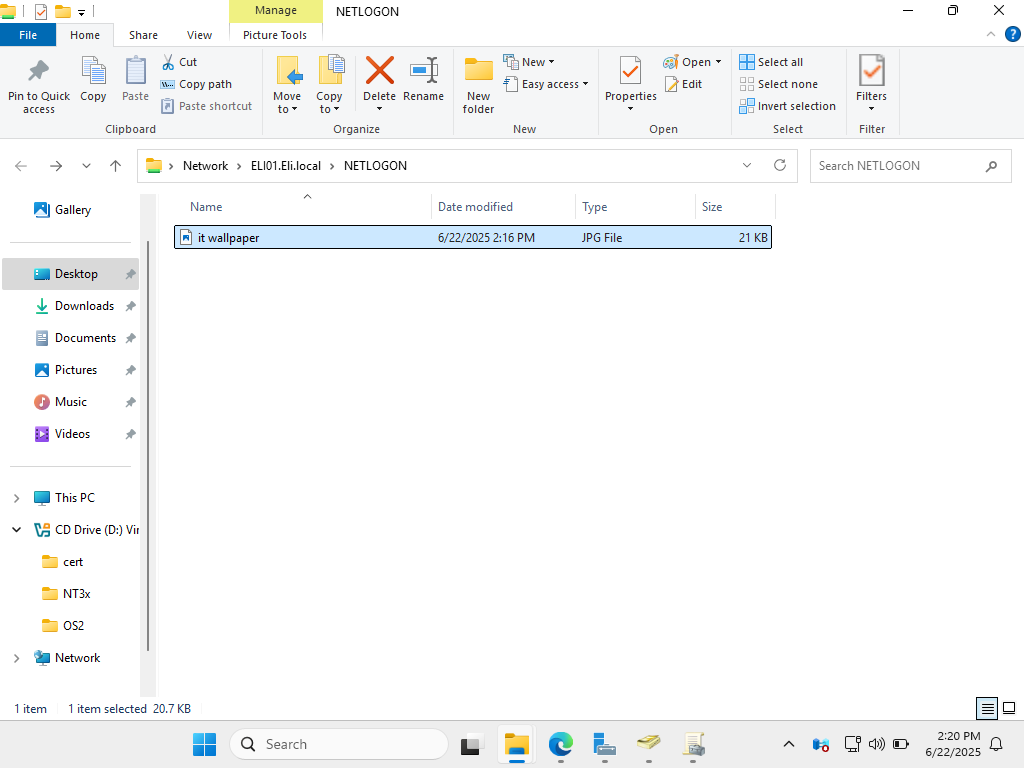 Manage
NETLOGON
File
Home
Share
View
Picture Tools
Pin to Quick access
Copy
Paste
Cut
Copy path
Paste shortcut
Clipboard
Move to
Copy to
Delete
Rename
Organize
New folder
New
Easy access
New
Properties
Open
Edit
Open
Select all
Select none
Invert selection
Select
Filters
Filter
Network
ELI01.Eli.local
NETLOGON
Search NETLOGON
Gallery
Desktop
Downloads
Documents
Pictures
Music
Videos
This PC
CD Drive (D:) Vir
cert
NT3x
OS2
Network
Name
Date modified
Type
Size
it wallpaper
6/22/2025 2:16 PM
JPG File
21 KB
1 item
1 item selected 20.7 KB
Search
2:20 PM
6/22/2025